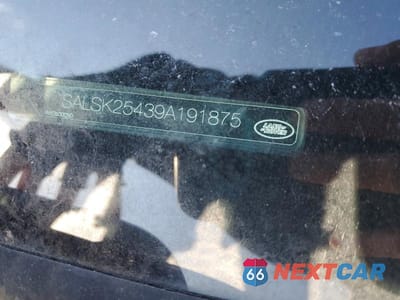 SALSK25439A191875
LAND
ROVER
66 NEXTCAR